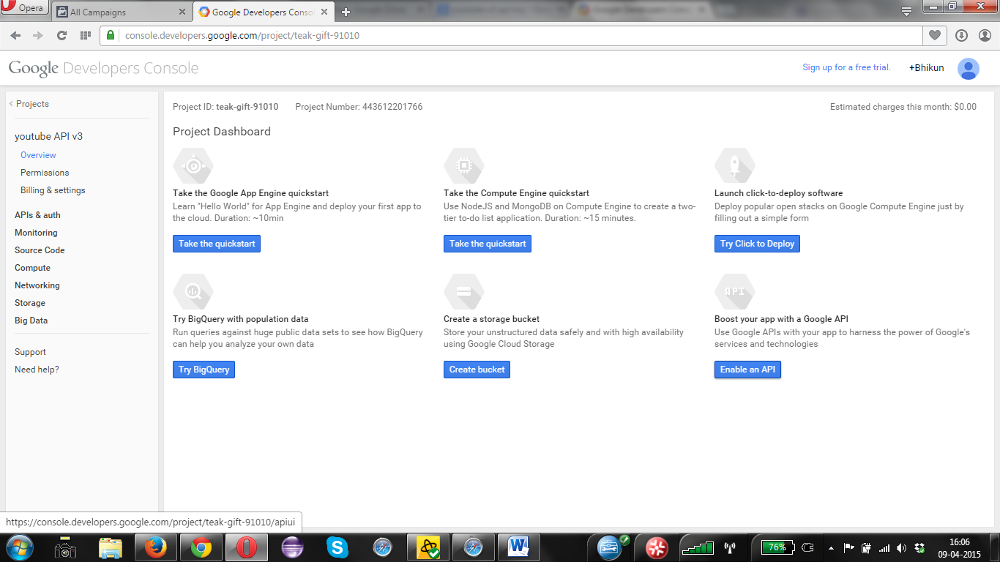 Opera
All Campaigns
Google Developers Conso
console.developers.google.com/project/teak-gift-91010
Google Developers Console
Sign up for a free trial.
+Bhikun
< Projects
youtube API v3
Overview
Permissions
Billing & settings
APIs & auth
Monitoring
Source Code
Compute
Networking
Storage
Big Data
Support
Need help?
Project ID: teak-gift-91010
Project Number: 443612201766
Estimated charges this month: $0.00
Project Dashboard
Take the Google App Engine quickstart
Learn "Hello World" for App Engine and deploy your first app to
the cloud. Duration: ~10min
Take the quickstart
Take the Compute Engine quickstart
Use NodeJS and MongoDB on Compute Engine to create a two-
tier to-do list application. Duration: ~15 minutes.
Take the quickstart
Launch click-to-deploy software
Deploy popular open stacks on Google Compute Engine just by
filling out a simple form
Try Click to Deploy
Try BigQuery with population data
Run queries against huge public data sets to see how BigQuery
can help you analyze your own data
Try BigQuery
Create a storage bucket
Store your unstructured data safely and with high availability
using Google Cloud Storage
Create bucket
API
Boost your app with a Google API
Use Google APIs with your app to harness the power of Google's
services and technologies
Enable an API
https://console.developers.google.com/project/teak-gift-91010/apiui
76%
16:06
09-04-2015